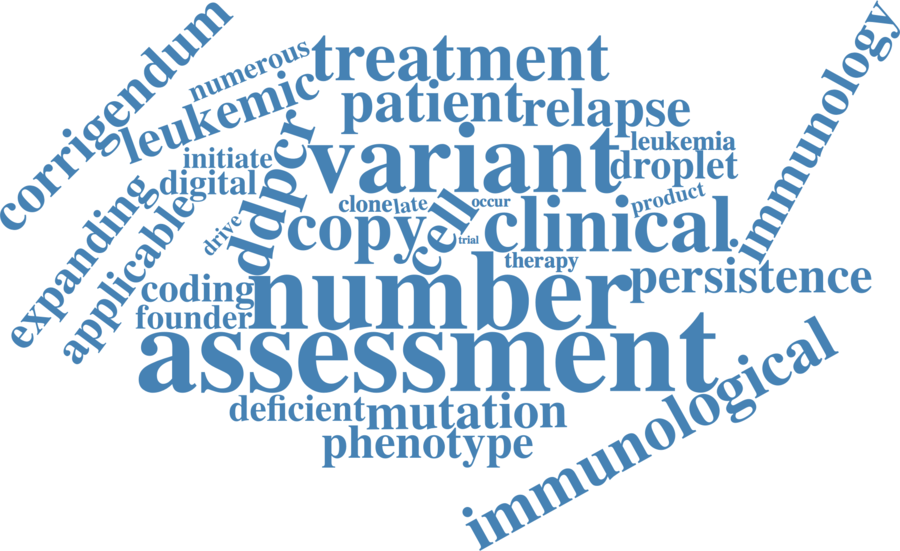 corrigendum
numerous
leukemic
treatment
patient
relapse
immunology
initiate
digital
ddpcr
variant
leukemia
droplet
expanding
applicable
drive
clone
late
occur
product
copy
cell
trial
clinical
therapy
persistence
coding
founder
number
assessment
deficient
mutation
phenotype
immunological